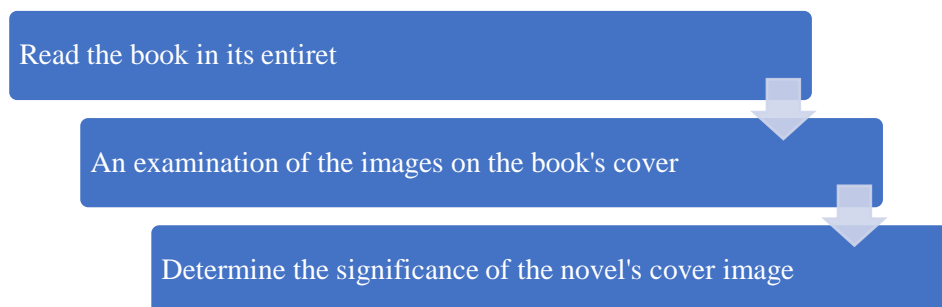 Read the book in its entiret
An examination of the images on the book's cover
Determine the significance of the novel's cover image